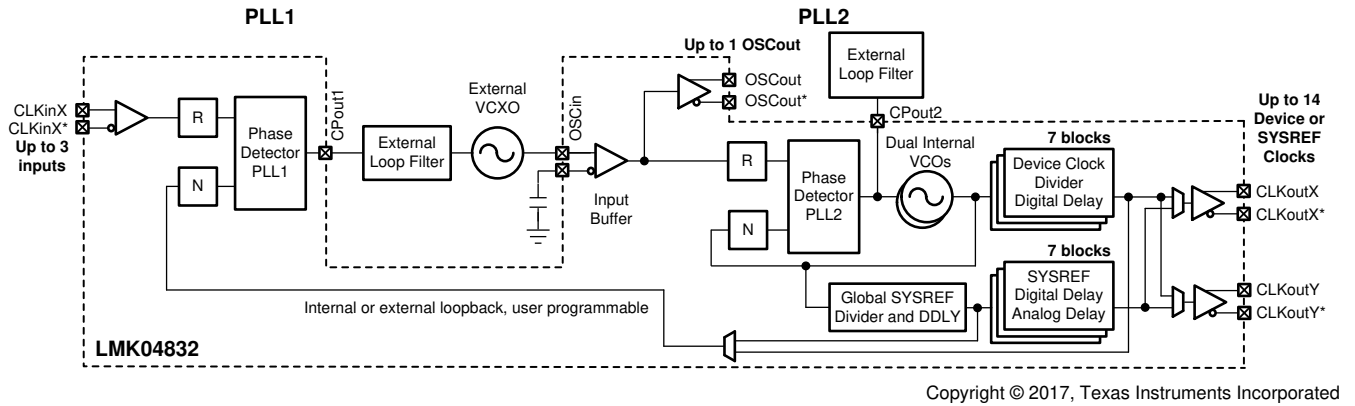 PLL1
PLL2
Up to 1 OSCout
External
Loop Filter
OSCout
OSCout*
CPout2
CLKinX
CLKinX*
Up to 3
inputs
R
N
Phase
Detector
PLL1
CPout1
External
Loop Filter
External
VCXO
OSCin
Input
Buffer
R
N
Phase
Detector
PLL2
Dual Internal
VCOs
7 blocks
Device Clock
Divider
Digital Delay
7 blocks
SYSREF
Digital Delay
Analog Delay
Global SYSREF
Divider and DDLY
Up to 14
Device or
SYSREF
Clocks
CLKoutX
CLKoutX*
CLKoutY
CLKoutY*
Internal or external loopback, user programmable
LMK04832
Copyright © 2017, Texas Instruments Incorporated